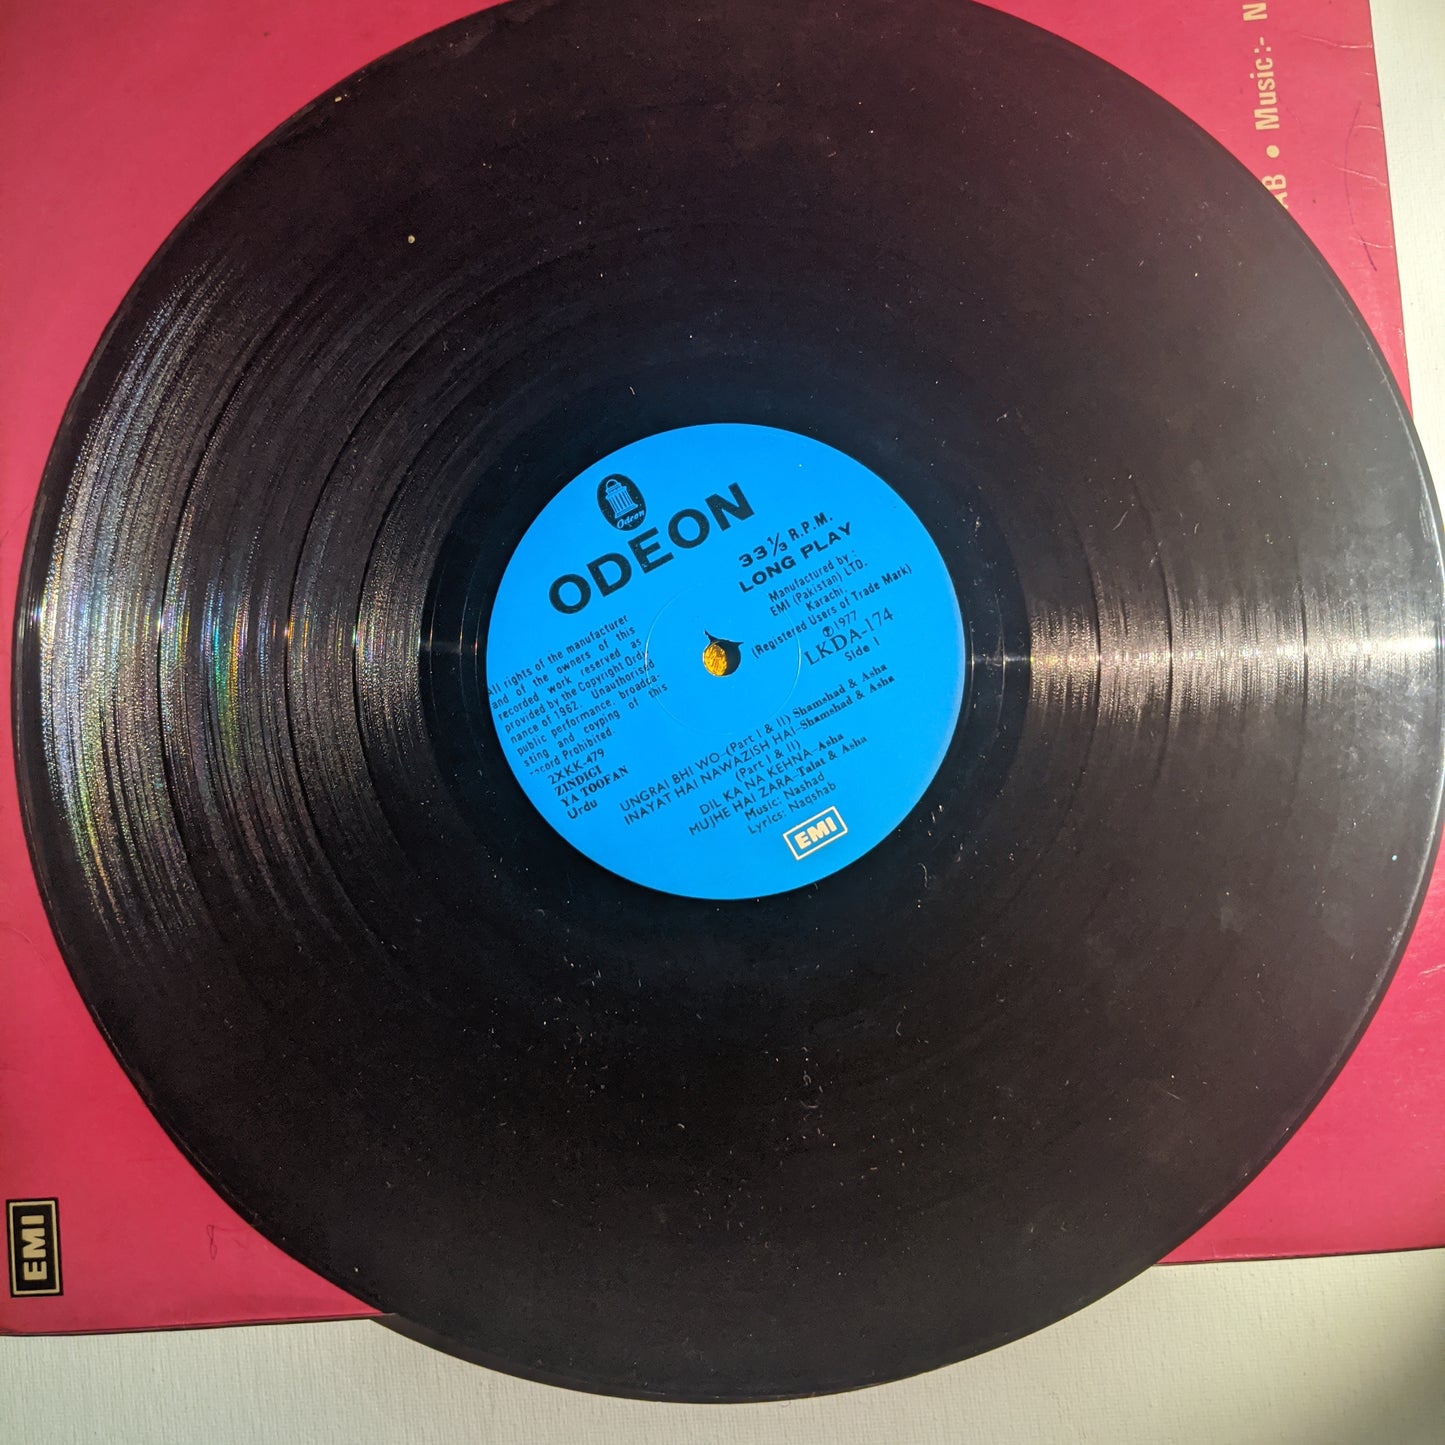 Odeon
ODEON
33⅓ R.P.M.
LONG PLAY
Manufactured by :
EMI (Pakistan) LTD.
Karachi.
(Registered Users of Trade Mark)
℗1977
LKDA-174
Side 1
All rights of the manufacturer
and of the owners of this
recorded work reserved as
provided by the Copyright Ordi-
nance of 1962. Unauthorised
public performance, broadca-
sting and coyping of this
record Prohibited.
2XKK-479
ZINDIGI
YA TOOFAN
Urdu
UNGRAI BHI WO-(Part I & II) Shamshad & Asha
INAYAT HAI NAWAZISH HAI-Shamshad & Asha
(Part I & II)
DIL KA NA KEHNA-Asha
MUJHE HAI ZARA-Talat & Asha
Music: Nashad
Lyrics: Naqshab
EMI
AB • Music:- N
EMI